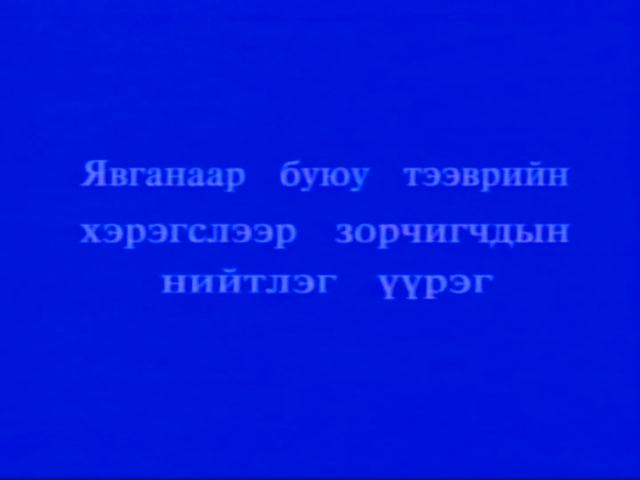 Явганаар буюу тээврийн
хэрэгслээр зорчигчдын
нийтлэг үүрэг